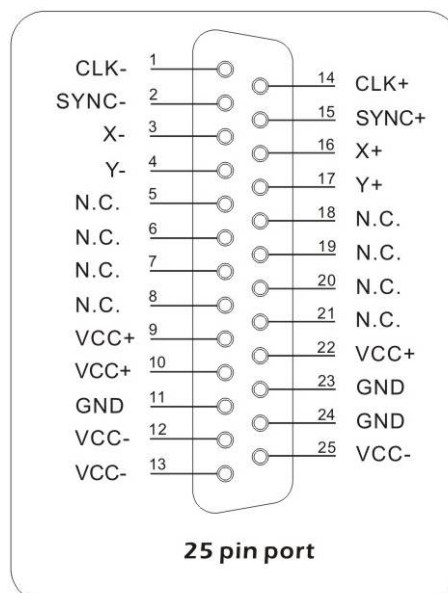 CLK- 1
SYNC- 2
X- 3
Y- 4
N.C. 5
N.C. 6
N.C. 7
N.C. 8
VCC+ 9
VCC+ 10
GND 11
VCC- 12
VCC- 13
14 CLK+
15 SYNC+
16 X+
17 Y+
18 N.C.
19 N.C.
20 N.C.
21 N.C.
22 VCC+
23 GND
24 GND
25 VCC-
25 pin port